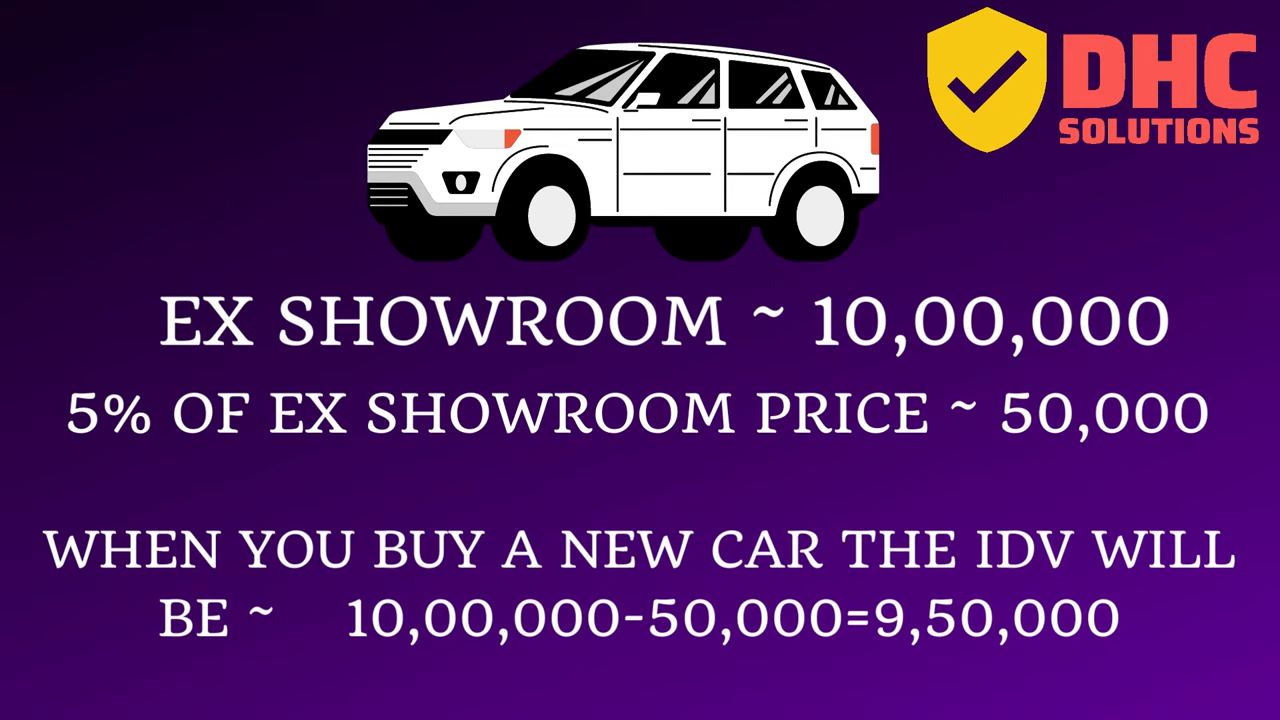 DHC
SOLUTIONS
EX SHOWROOM ~ 10,00,000
5% OF EX SHOWROOM PRICE ~ 50,000
WHEN YOU BUY A NEW CAR THE IDV WILL
BE ~ 10,00,000-50,000=9,50,000